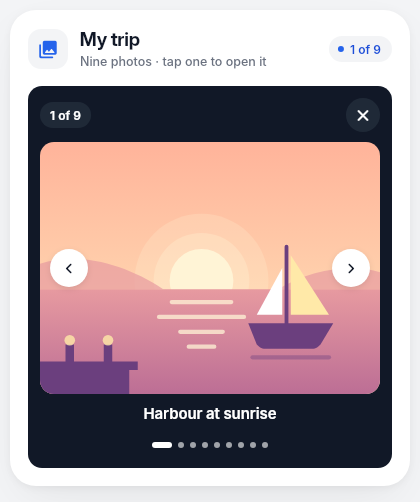 My trip
Nine photos · tap one to open it
1 of 9
1 of 9
Harbour at sunrise